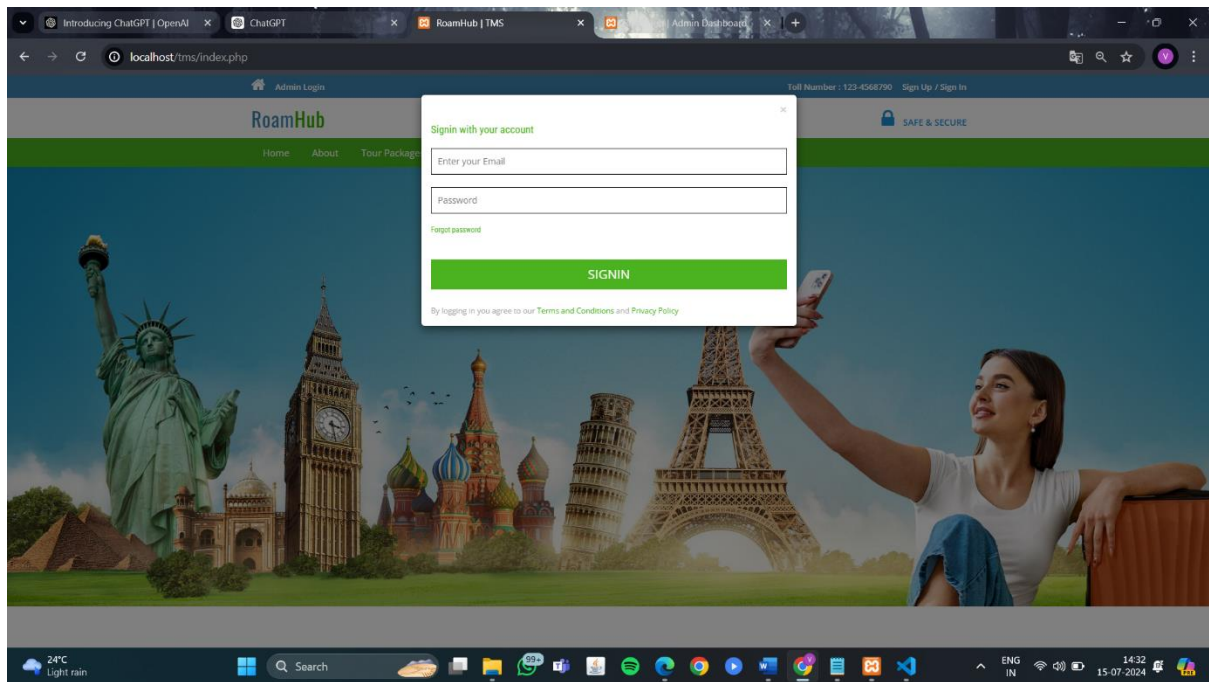 Introducing ChatGPT | OpenAI
ChatGPT
RoamHub | TMS
Admin Dashboard
localhost/tms/index.php
Admin Login
Toll Number : 123-4568790 Sign Up / Sign In
RoamHub
SAFE & SECURE
Home About Tour Package
×
Signin with your account
Enter your Email
Password
Forgot password
SIGNIN
By logging in you agree to our Terms and Conditions and Privacy Policy
24°C
Light rain
Search
99+
ENG
IN
14:32
15-07-2024